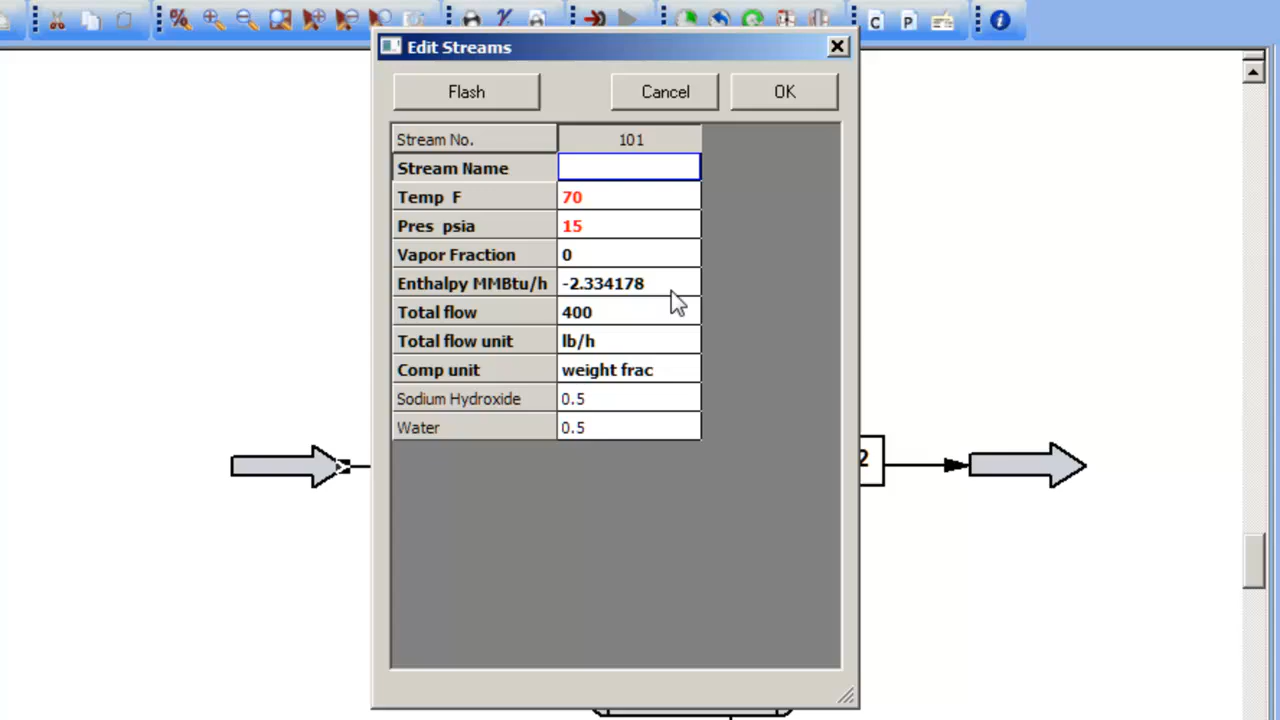 Edit Streams
Flash Cancel OK
Stream No. 101
Stream Name
Temp F 70
Pres psia 15
Vapor Fraction 0
Enthalpy MMBtu/h -2.334178
Total flow 400
Total flow unit lb/h
Comp unit weight frac
Sodium Hydroxide 0.5
Water 0.5
2
C P